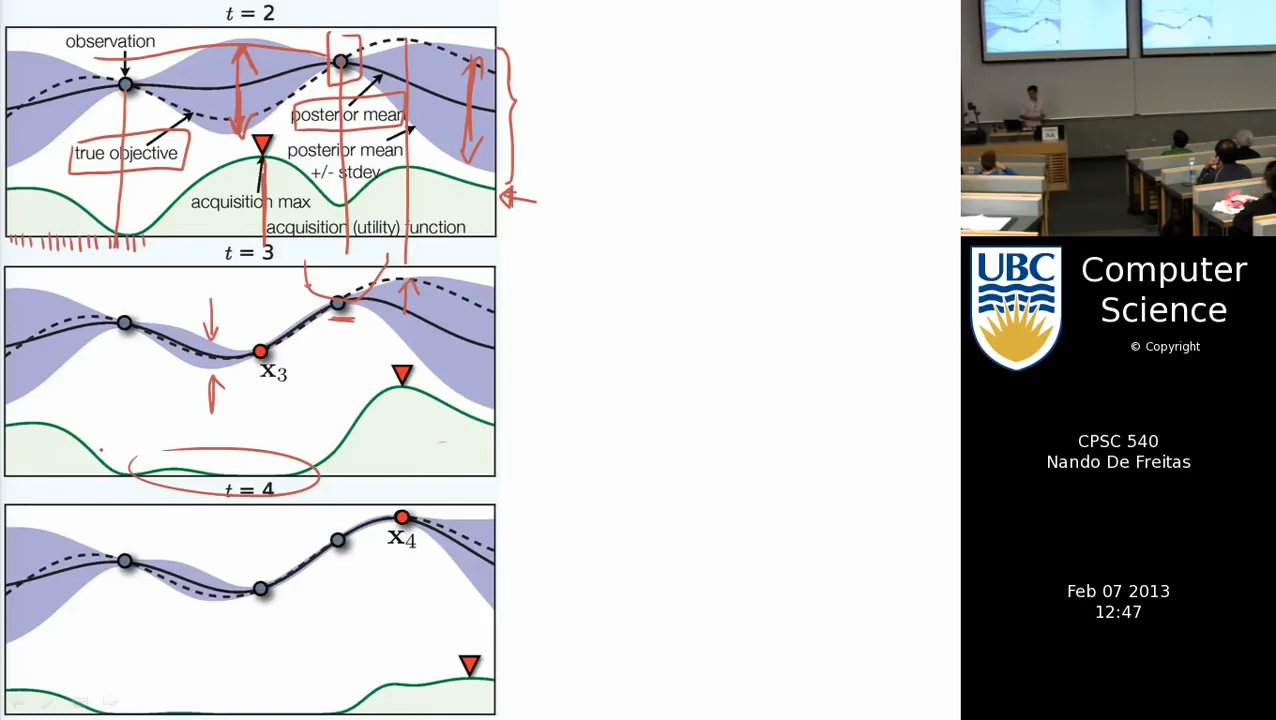 t = 2
observation
posterior mean
true objective
posterior mean
+/- stdev
acquisition max
acquisition (utility) function
t = 3
x3
t = 4
x4
UBC
Computer
Science
© Copyright
CPSC 540
Nando De Freitas
Feb 07 2013
12:47